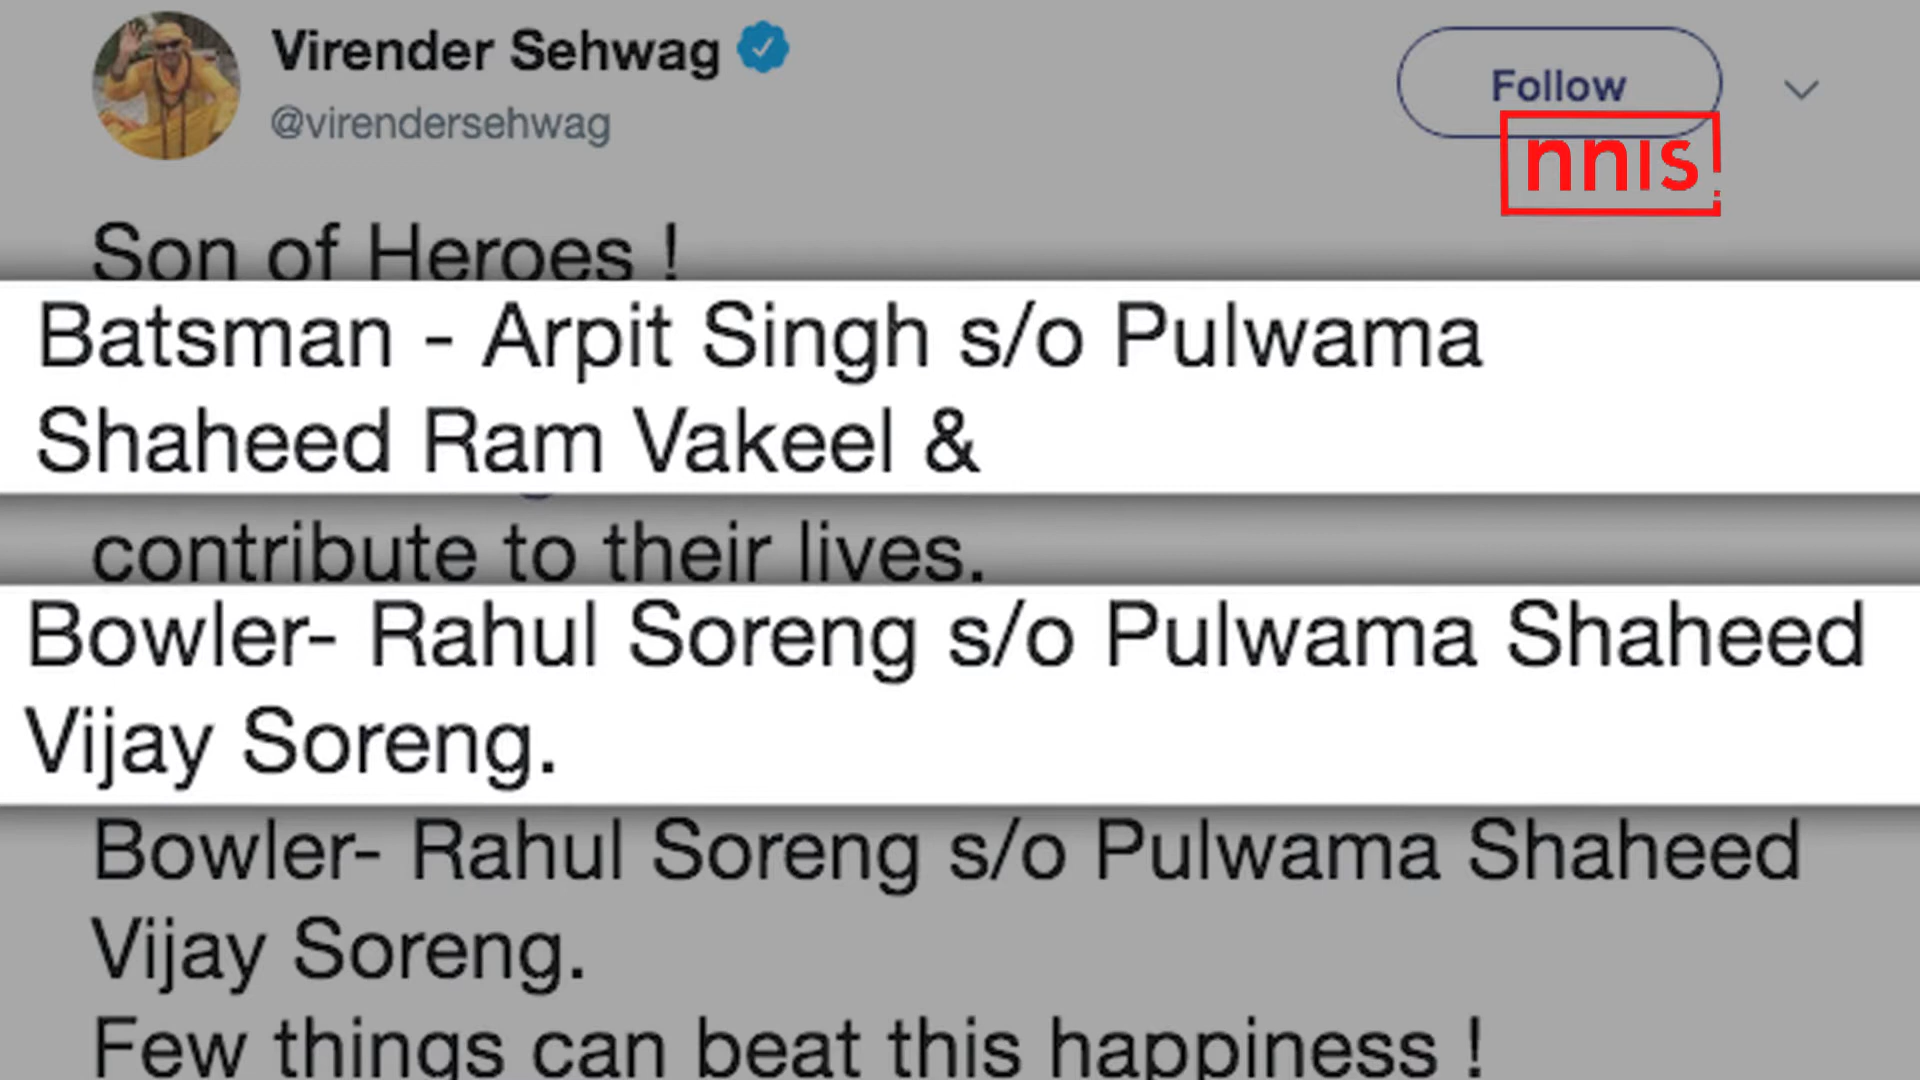 Virender Sehwag
@virendersehwag
Follow
nnis
Son of Heroes !
Batsman - Arpit Singh s/o Pulwama
Shaheed Ram Vakeel &
contribute to their lives.
Bowler- Rahul Soreng s/o Pulwama Shaheed
Vijay Soreng.
Bowler- Rahul Soreng s/o Pulwama Shaheed
Vijay Soreng.
Few things can beat this happiness !